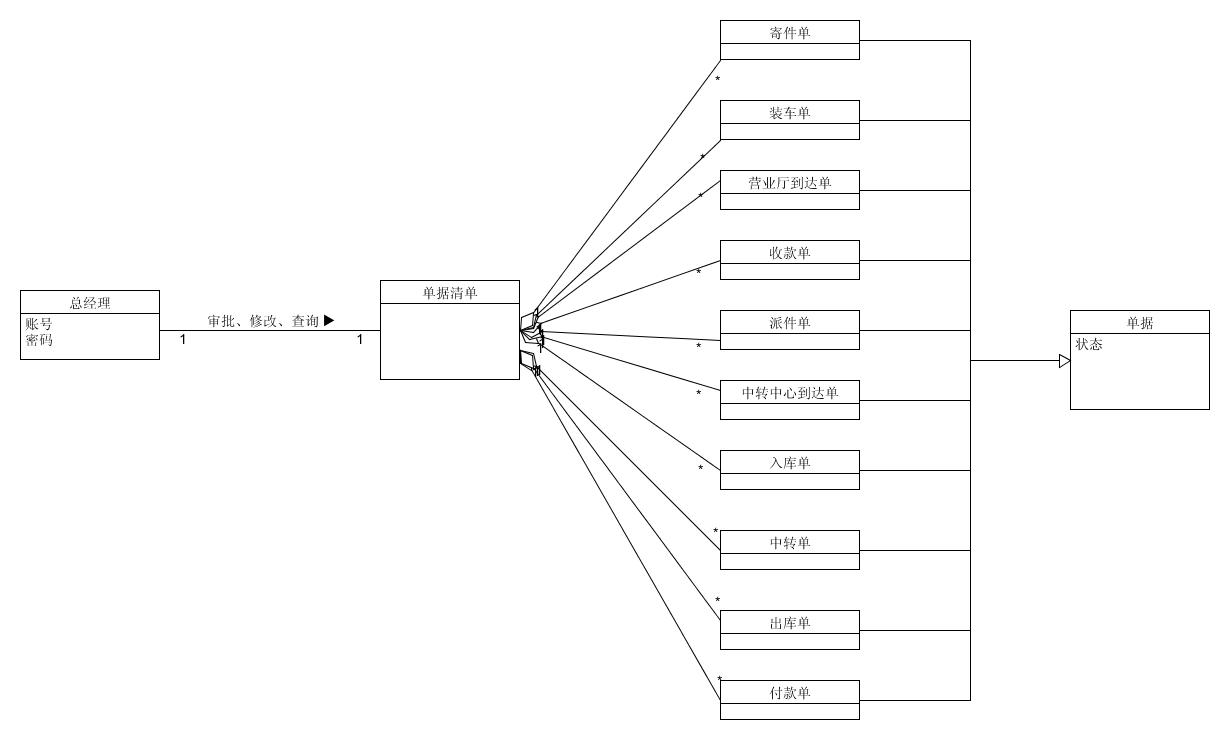 总经理
账号
密码
审批、修改、查询 ▶
1
1
单据清单
寄件单
*
装车单
*
营业厅到达单
*
收款单
*
派件单
*
中转中心到达单
*
入库单
*
中转单
*
出库单
*
付款单
*
单据
状态